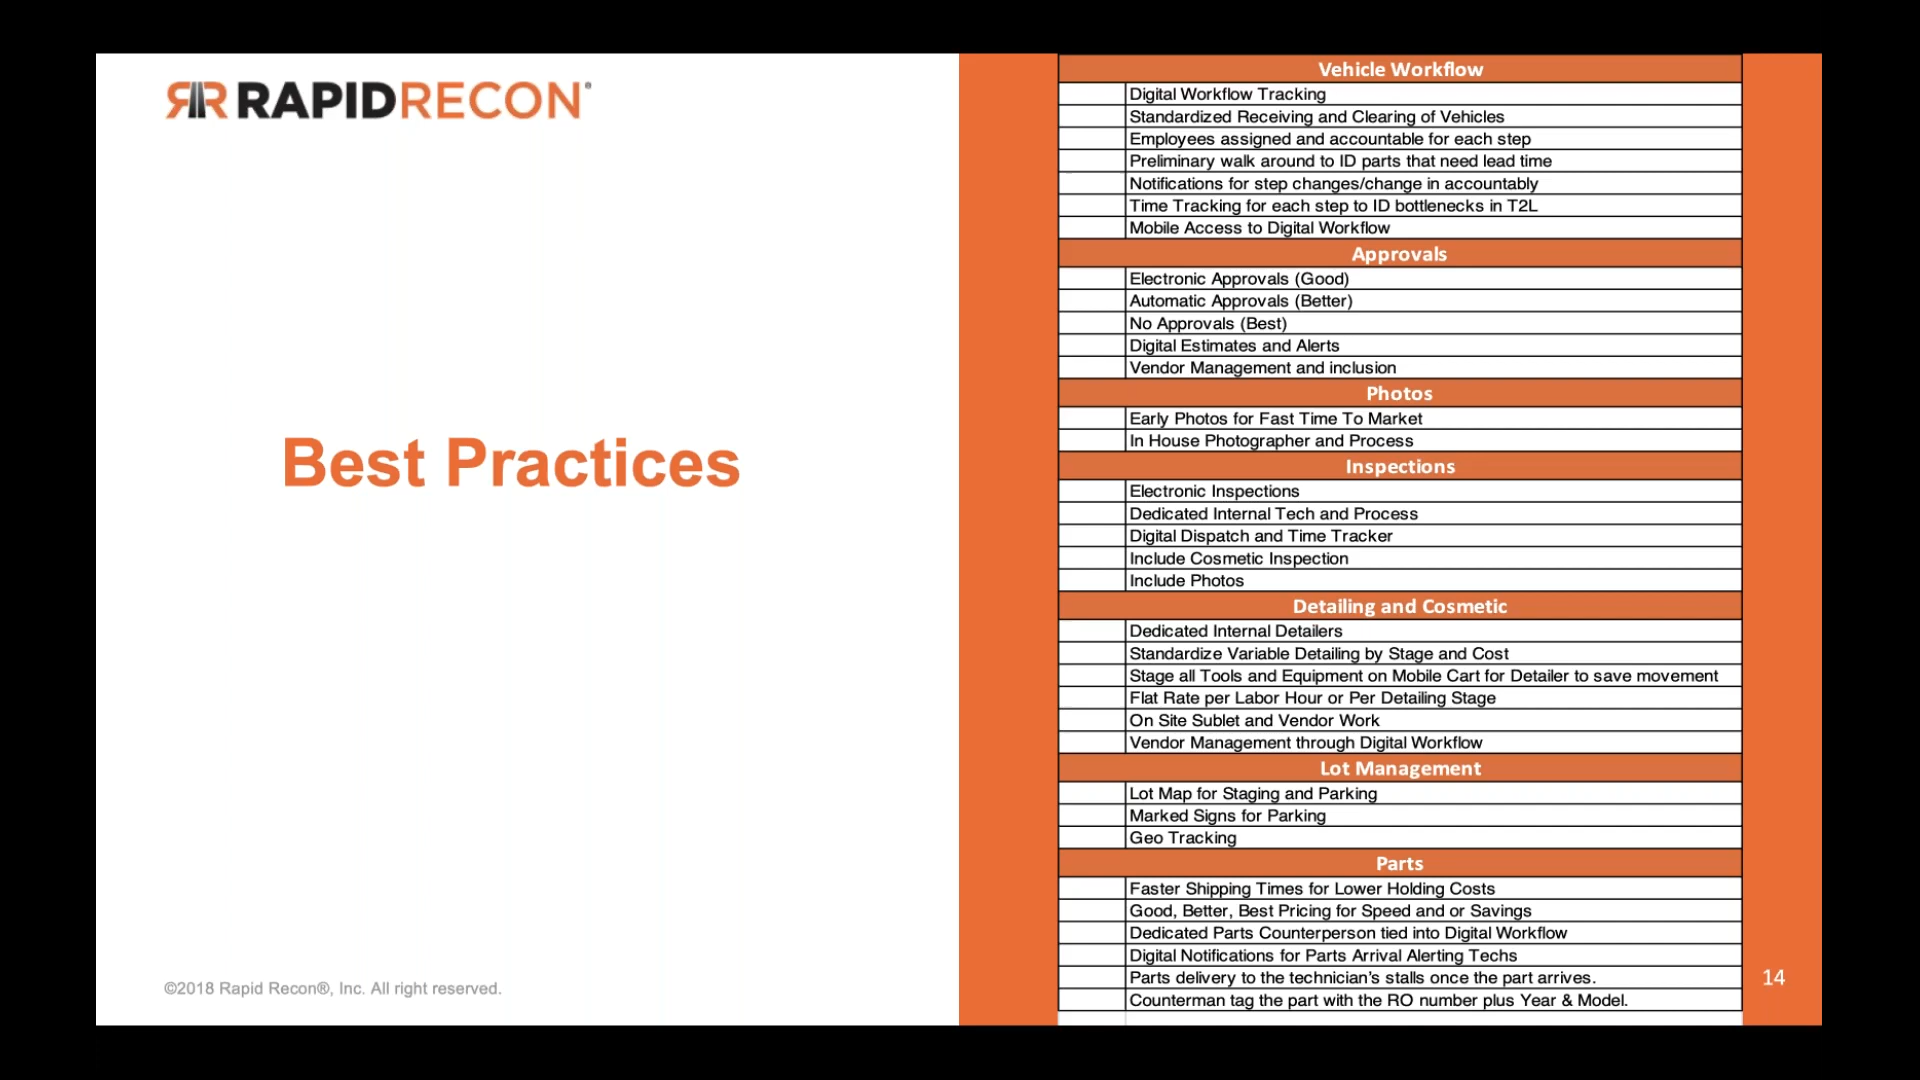 RAPIDRECON®
Best Practices
©2018 Rapid Recon®, Inc. All right reserved.
Vehicle Workflow
Digital Workflow Tracking
Standardized Receiving and Clearing of Vehicles
Employees assigned and accountable for each step
Preliminary walk around to ID parts that need lead time
Notifications for step changes/change in accountably
Time Tracking for each step to ID bottlenecks in T2L
Mobile Access to Digital Workflow
Approvals
Electronic Approvals (Good)
Automatic Approvals (Better)
No Approvals (Best)
Digital Estimates and Alerts
Vendor Management and inclusion
Photos
Early Photos for Fast Time To Market
In House Photographer and Process
Inspections
Electronic Inspections
Dedicated Internal Tech and Process
Digital Dispatch and Time Tracker
Include Cosmetic Inspection
Include Photos
Detailing and Cosmetic
Dedicated Internal Detailers
Standardize Variable Detailing by Stage and Cost
Stage all Tools and Equipment on Mobile Cart for Detailer to save movement
Flat Rate per Labor Hour or Per Detailing Stage
On Site Sublet and Vendor Work
Vendor Management through Digital Workflow
Lot Management
Lot Map for Staging and Parking
Marked Signs for Parking
Geo Tracking
Parts
Faster Shipping Times for Lower Holding Costs
Good, Better, Best Pricing for Speed and or Savings
Dedicated Parts Counterperson tied into Digital Workflow
Digital Notifications for Parts Arrival Alerting Techs
Parts delivery to the technician's stalls once the part arrives.
Counterman tag the part with the RO number plus Year & Model.
14